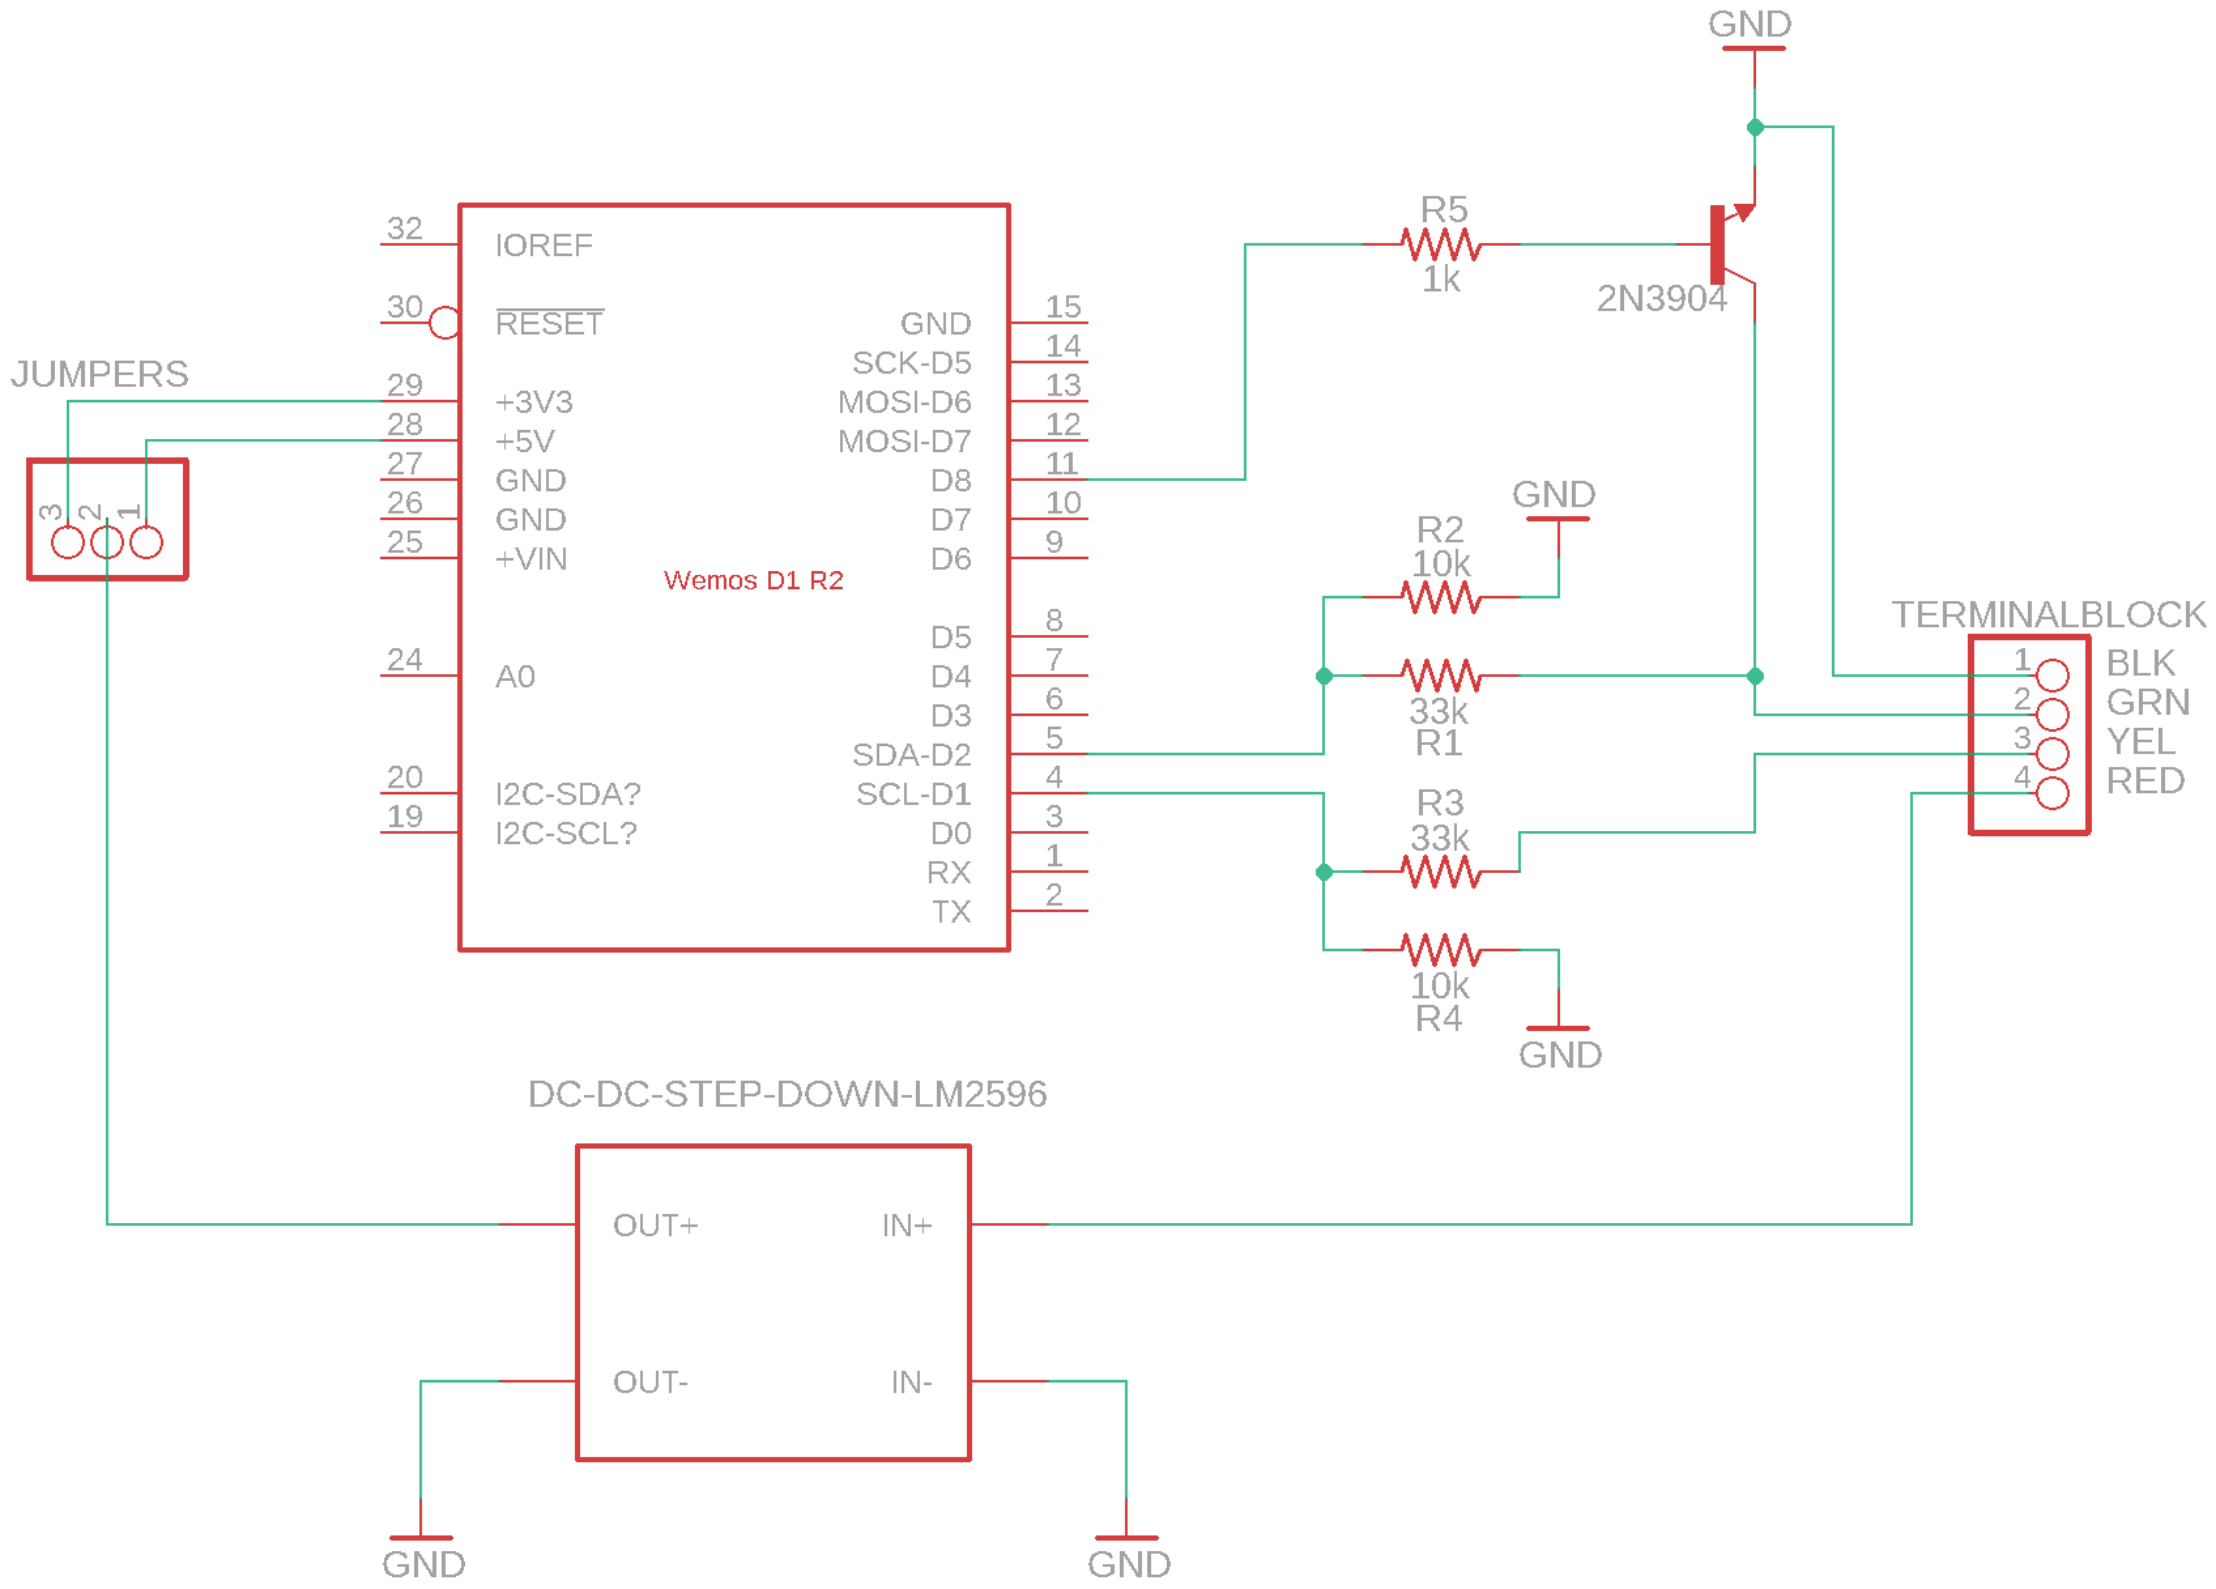 GND
R5
1k
2N3904
32
IOREF
30
RESET
29
+3V3
28
+5V
27
GND
26
GND
25
+VIN
24
A0
20
I2C-SDA?
19
I2C-SCL?
Wemos D1 R2
15
GND
14
SCK-D5
13
MOSI-D6
12
MOSI-D7
11
D8
10
D7
9
D6
8
D5
7
D4
6
D3
5
SDA-D2
4
SCL-D1
3
D0
1
RX
2
TX
JUMPERS
3
2
1
GND
R2
10k
33k
R1
R3
33k
10k
R4
GND
TERMINALBLOCK
1 BLK
2 GRN
3 YEL
4 RED
DC-DC-STEP-DOWN-LM2596
OUT+
IN+
OUT-
IN-
GND
GND